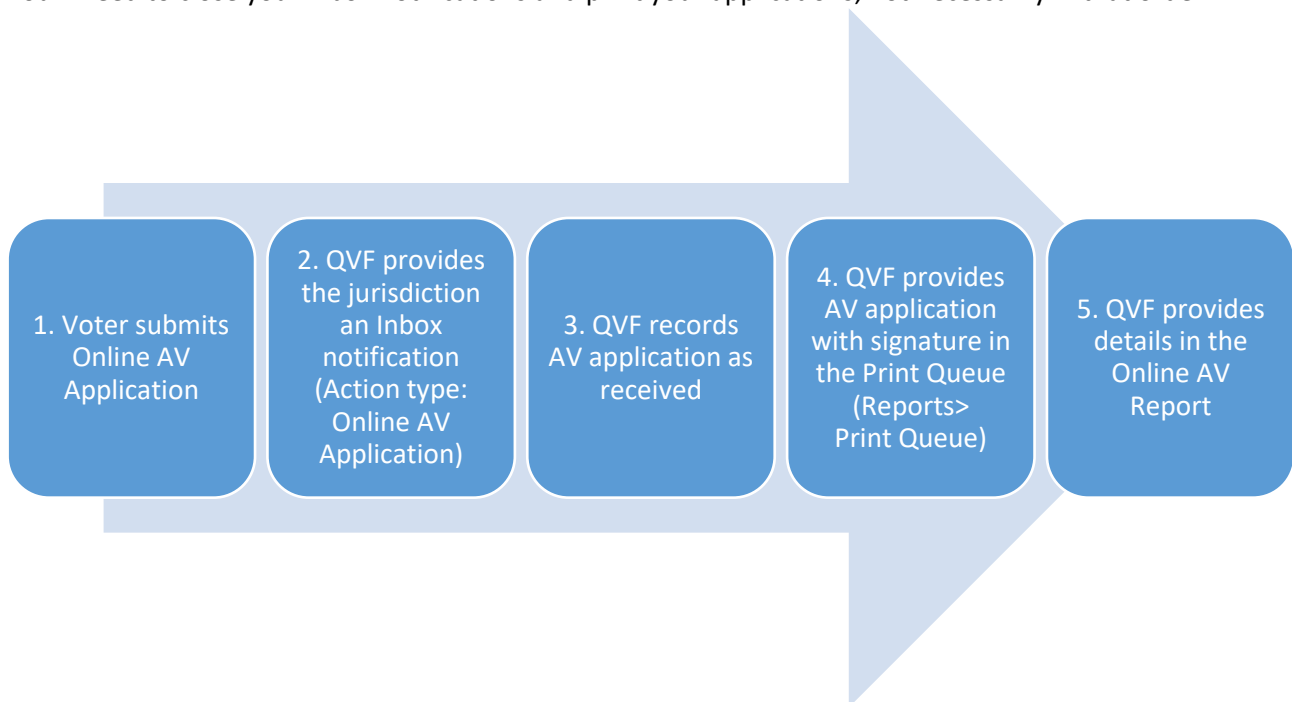 1. Voter submits
Online AV
Application
2. QVF provides
the jurisdiction
an Inbox
notification
(Action type:
Online AV
Application)
3. QVF records
AV application as
received
4. QVF provides
AV application
with signature in
the Print Queue
(Reports>
Print Queue)
5. QVF provides
details in the
Online AV
Report